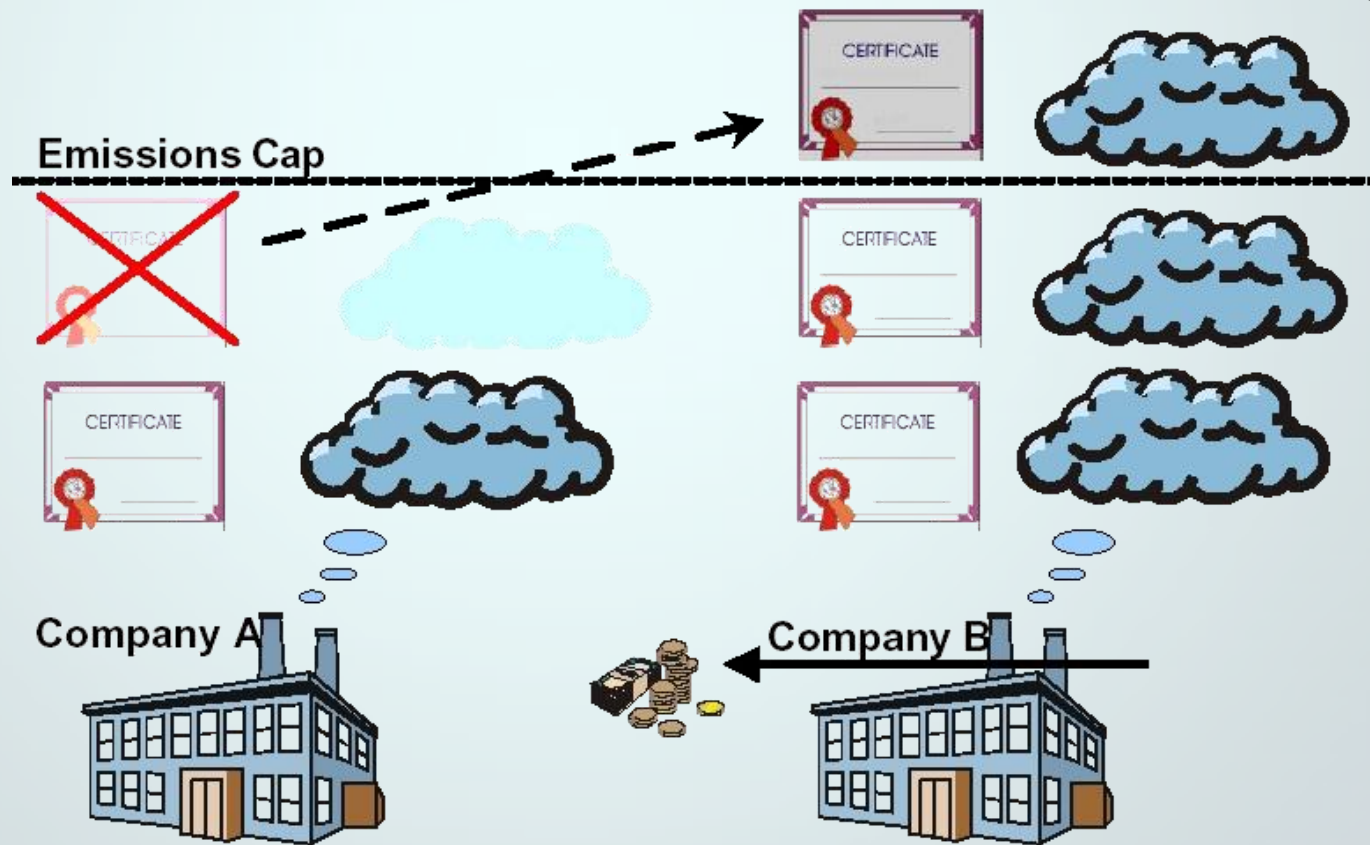 CERTIFICATE
Emissions Cap
CERTIFICATE
CERTIFICATE
CERTIFICATE
CERTIFICATE
Company A
Company B